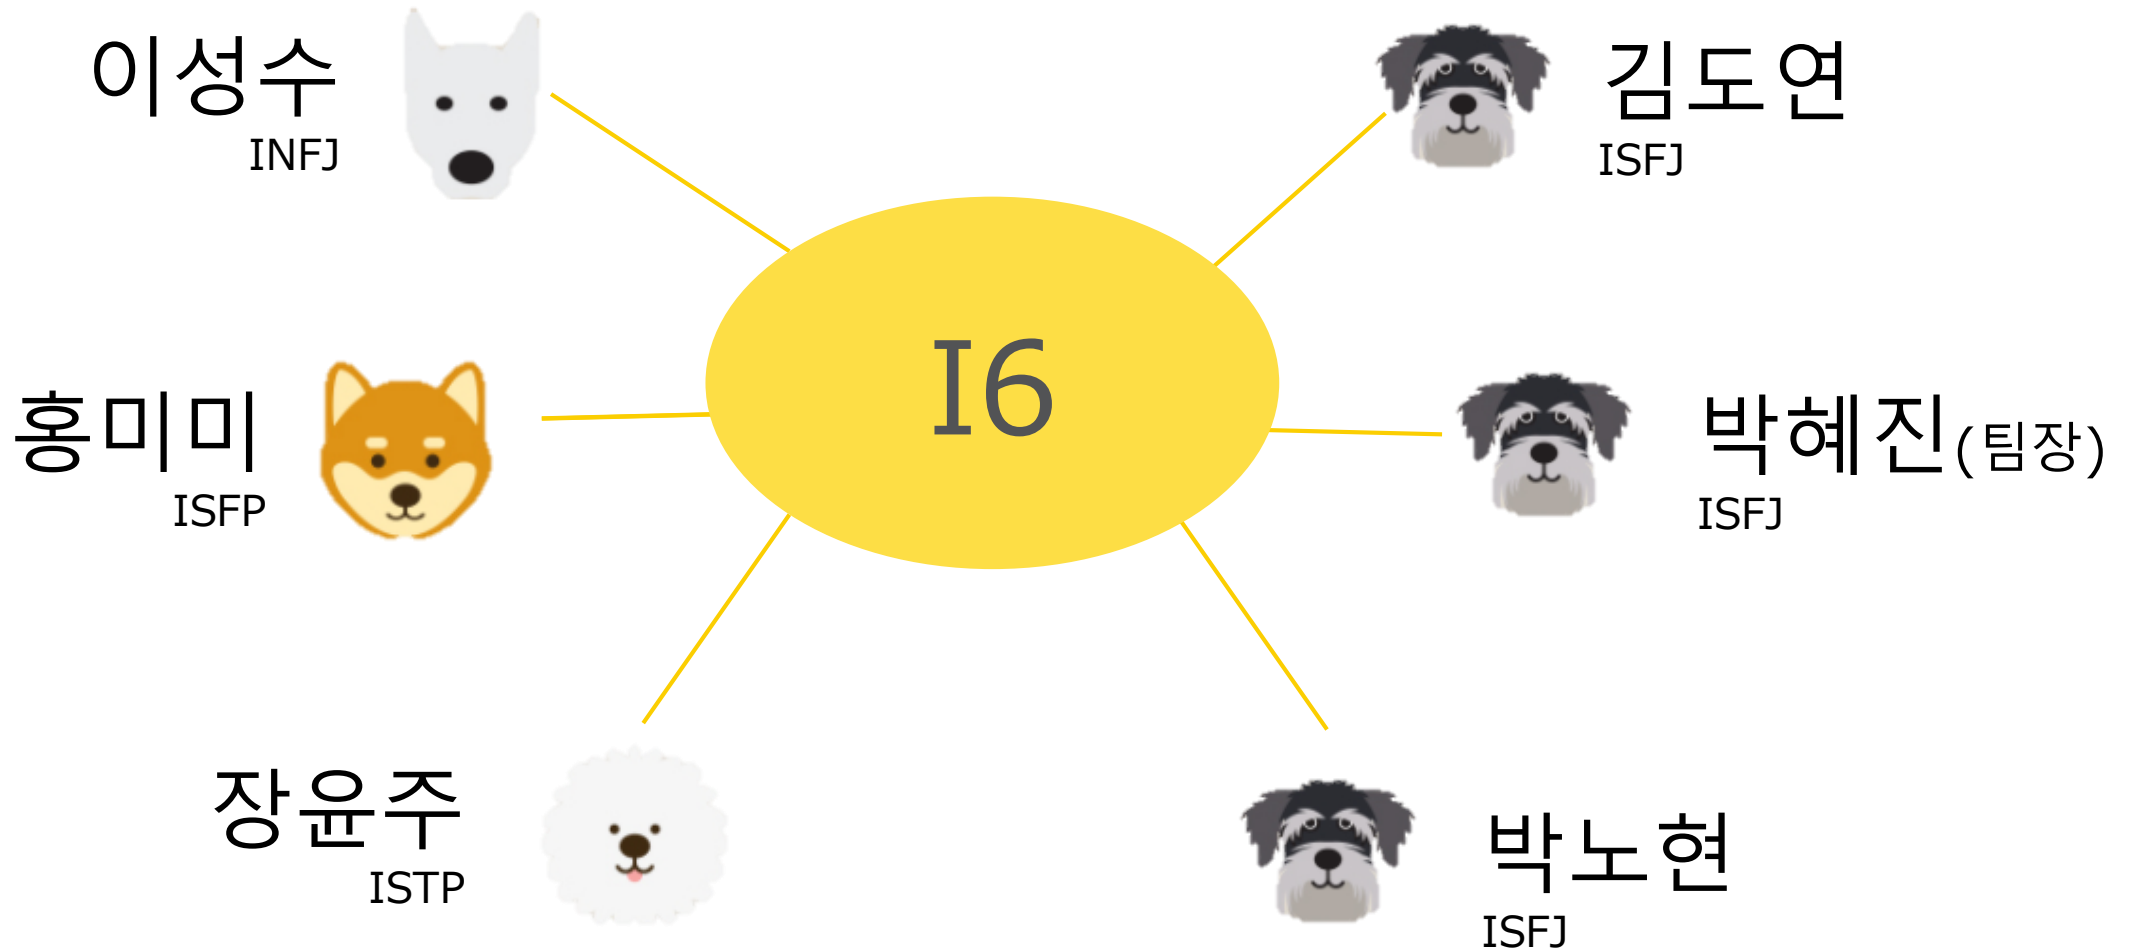 이성수
INFJ
김도연
ISFJ
I6
홍미미
ISFP
박혜진(팀장)
ISFJ
장윤주
ISTP
박노현
ISFJ